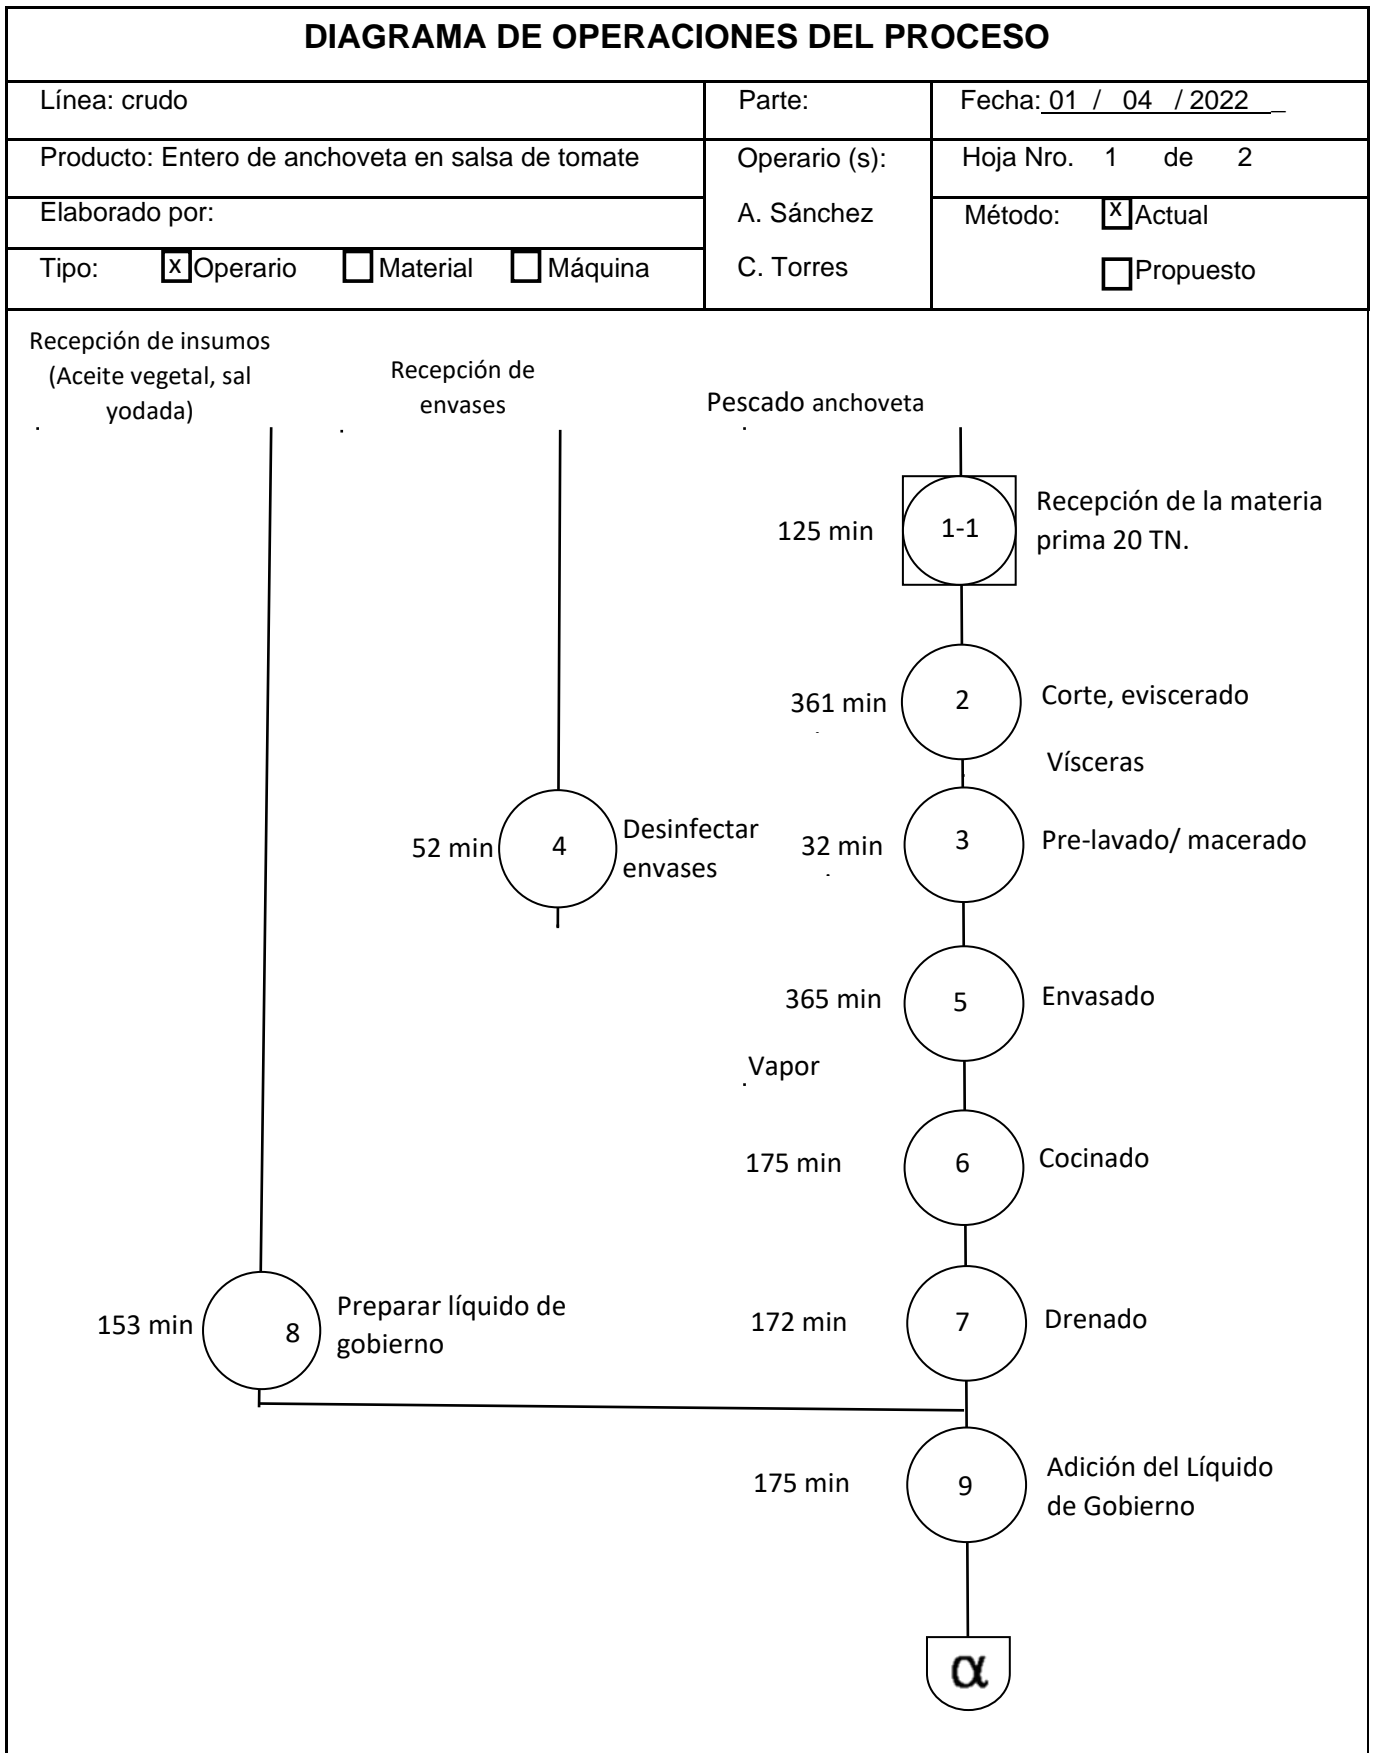 DIAGRAMA DE OPERACIONES DEL PROCESO
Línea: crudo
Parte:
Fecha: 01 / 04 / 2022 _
Producto: Entero de anchoveta en salsa de tomate
Operario (s):
Hoja Nro. 1 de 2
Elaborado por:
A. Sánchez
Método: X Actual
Tipo: X Operario Material Máquina
C. Torres
Propuesto
Recepción de insumos
(Aceite vegetal, sal
yodada)
Recepción de
envases
Pescado anchoveta
125 min
1-1
Recepción de la materia
prima 20 TN.
361 min
2
Corte, eviscerado
Vísceras
52 min
4
Desinfectar
envases
32 min
3
Pre-lavado/ macerado
365 min
5
Envasado
Vapor
175 min
6
Cocinado
153 min
8
Preparar líquido de
gobierno
172 min
7
Drenado
175 min
9
Adición del Líquido
de Gobierno
α